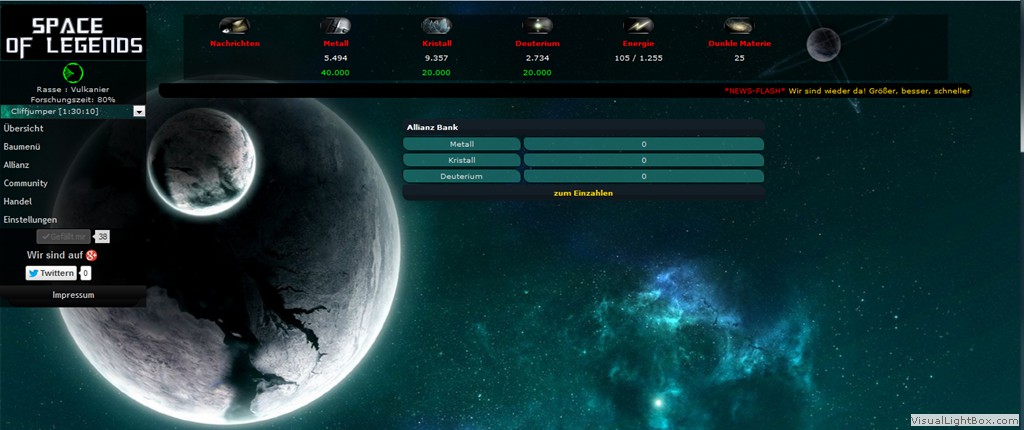 SPACE
OF LEGENDS
Nachrichten Metall Kristall Deuterium Energie Dunkle Materie
5.494 9.357 2.734 105 / 1.255 25
40.000 20.000 20.000
*NEWS-FLASH* Wir sind wieder da! Größer, besser, schneller
Rasse : Vulkanier
Forschungszeit: 80%
Cliffjumper [1:30:10]
Übersicht
Baumenü
Allianz
Community
Handel
Einstellungen
Gefällt mir 38
Wir sind auf g+
Twittern 0
Impressum
Allianz Bank
Metall 0
Kristall 0
Deuterium 0
zum Einzahlen
VisualLightBox.com